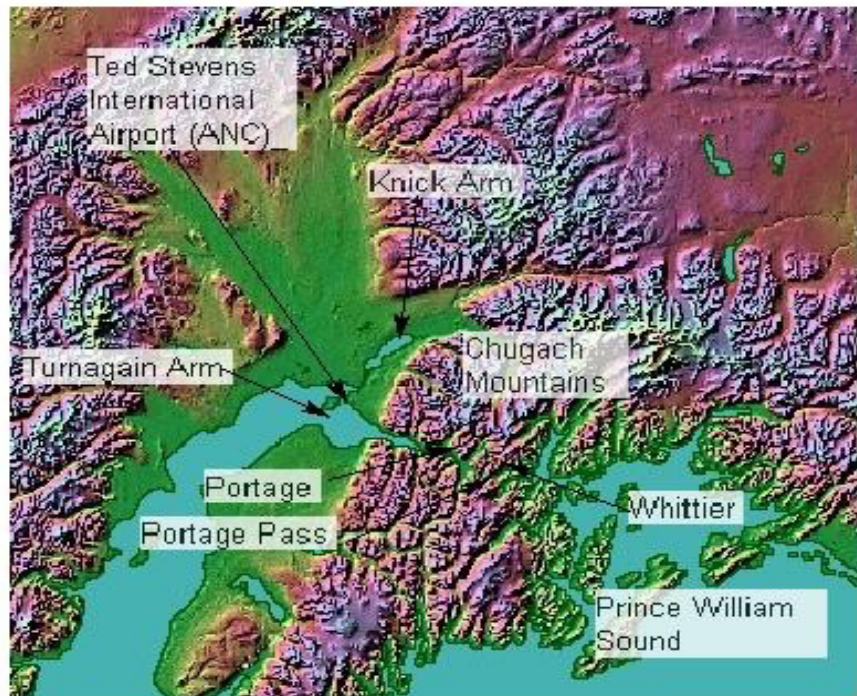 Ted Stevens
International
Airport (ANC)
Knick Arm
Turnagain Arm
Chugach
Mountains
Portage
Whittier
Portage Pass
Prince William
Sound